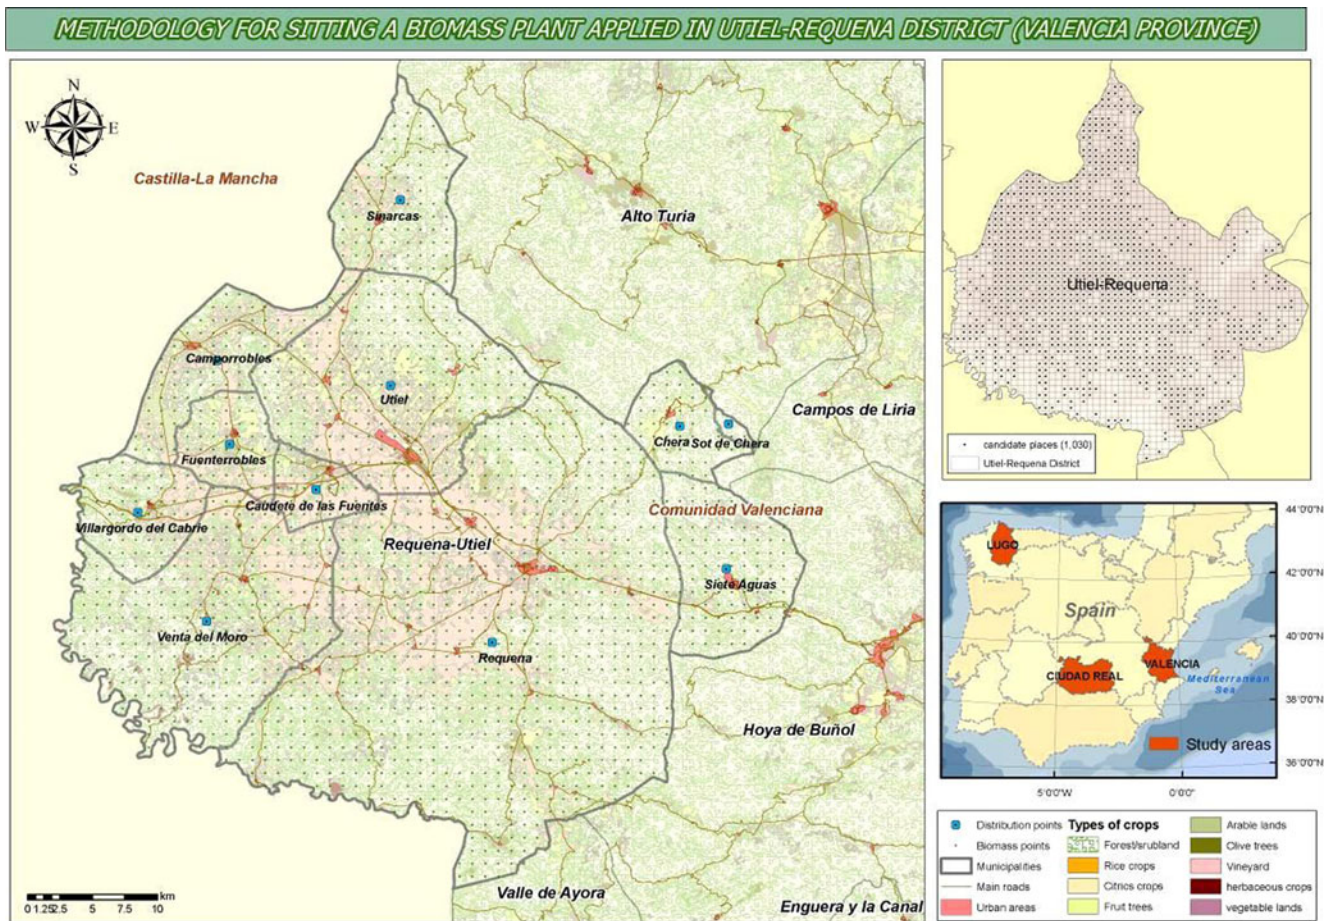 METHODOLOGY FOR SITTING A BIOMASS PLANT APPLIED IN UTIEL-REQUENA DISTRICT (VALENCIA PROVINCE)
N
W E
S
Castilla-La Mancha
Sinarcas
Alto Turia
Camporrobles
Utiel
Campos de Liria
Chera Sot de Chera
Fuenterrobles
Caudete de las Fuentes
Villargordo del Cabrie
Comunidad Valenciana
Requena-Utiel
Siete Aguas
Venta del Moro
Requena
Hoya de Buñol
Valle de Ayora
Enguera y la Canal
km
0 1.25 2.5 5 7.5 10
Utiel-Requena
candidate places (1,030)
Utiel-Requena District
44°0'0"N
42°0'0"N
40°0'0"N
38°0'0"N
36°0'0"N
LUGO
Spain
VALENCIA
CIUDAD REAL
Mediterranean
Sea
Study areas
5°0'0"W 0°0'0"
Distribution points
Biomass points
Municipalities
Main roads
Urban areas
Types of crops
Forest/srubland
Rice crops
Citrics crops
Fruit trees
Arable lands
Olive trees
Vineyard
herbaceous crops
vegetable lands